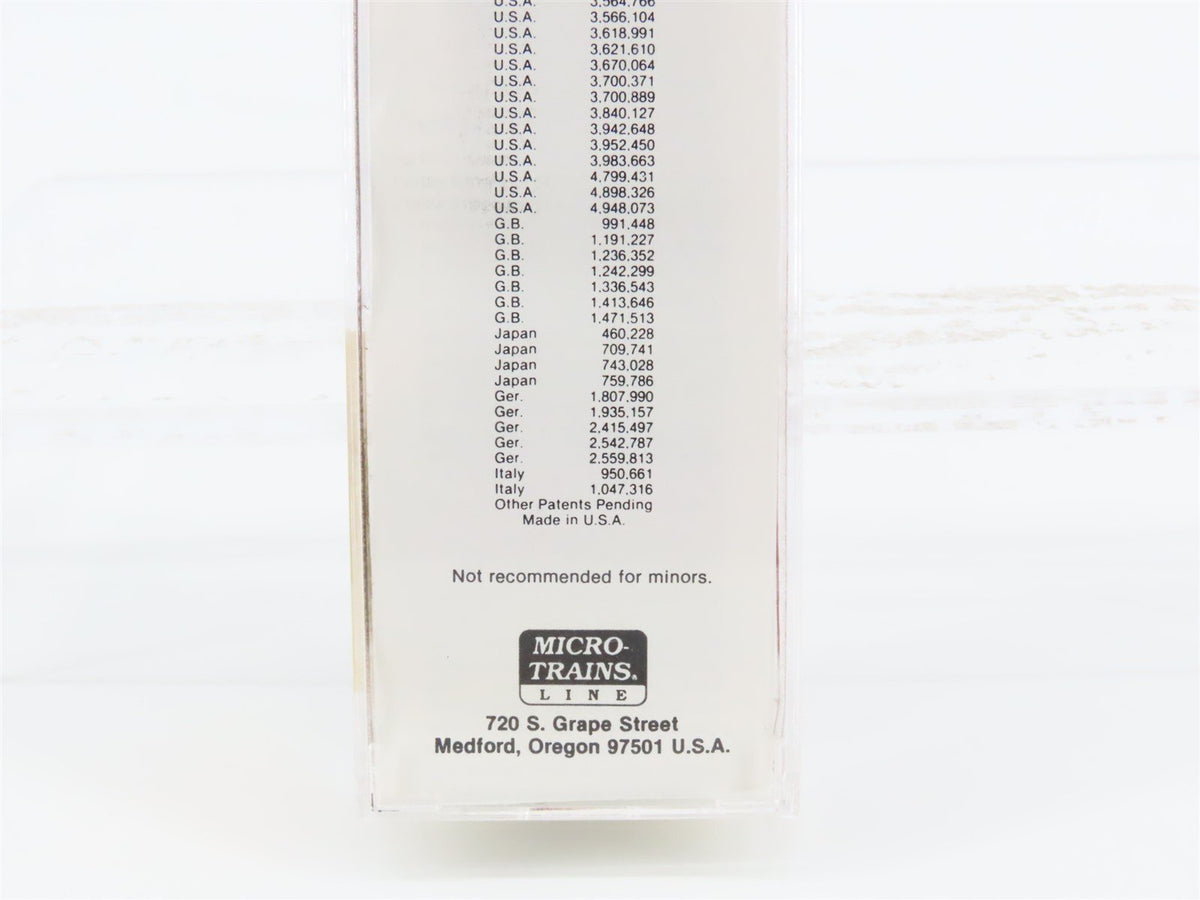 U.S.A. 3,564,766
U.S.A. 3,566,104
U.S.A. 3,618,991
U.S.A. 3,621,610
U.S.A. 3,670,064
U.S.A. 3,700,371
U.S.A. 3,700,889
U.S.A. 3,840,127
U.S.A. 3,942,648
U.S.A. 3,952,450
U.S.A. 3,983,663
U.S.A. 4,799,431
U.S.A. 4,898,326
U.S.A. 4,948,073
G.B. 991,448
G.B. 1,191,227
G.B. 1,236,352
G.B. 1,242,299
G.B. 1,336,543
G.B. 1,413,646
G.B. 1,471,513
Japan 460,228
Japan 709,741
Japan 743,028
Japan 759,786
Ger. 1,807,990
Ger. 1,935,157
Ger. 2,415,497
Ger. 2,542,787
Ger. 2,559,813
Italy 950,661
Italy 1,047,316
Other Patents Pending
Made in U.S.A.
Not recommended for minors.
MICRO-
TRAINS®
LINE
720 S. Grape Street
Medford, Oregon 97501 U.S.A.